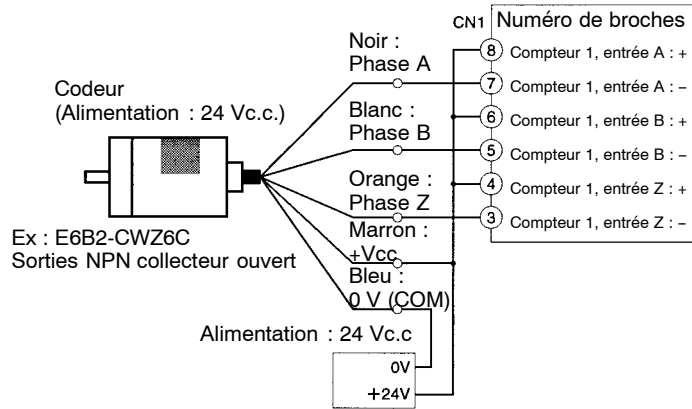 CN1 Numéro de broches
Noir :
Phase A
8 Compteur 1, entrée A : +
7 Compteur 1, entrée A : −
Codeur
(Alimentation : 24 Vc.c.)
Blanc :
Phase B
6 Compteur 1, entrée B : +
5 Compteur 1, entrée B : −
Orange :
Phase Z
4 Compteur 1, entrée Z : +
3 Compteur 1, entrée Z : −
Ex : E6B2-CWZ6C
Sorties NPN collecteur ouvert
Marron :
+Vcc
Bleu :
0 V (COM)
Alimentation : 24 Vc.c
0V
+24V